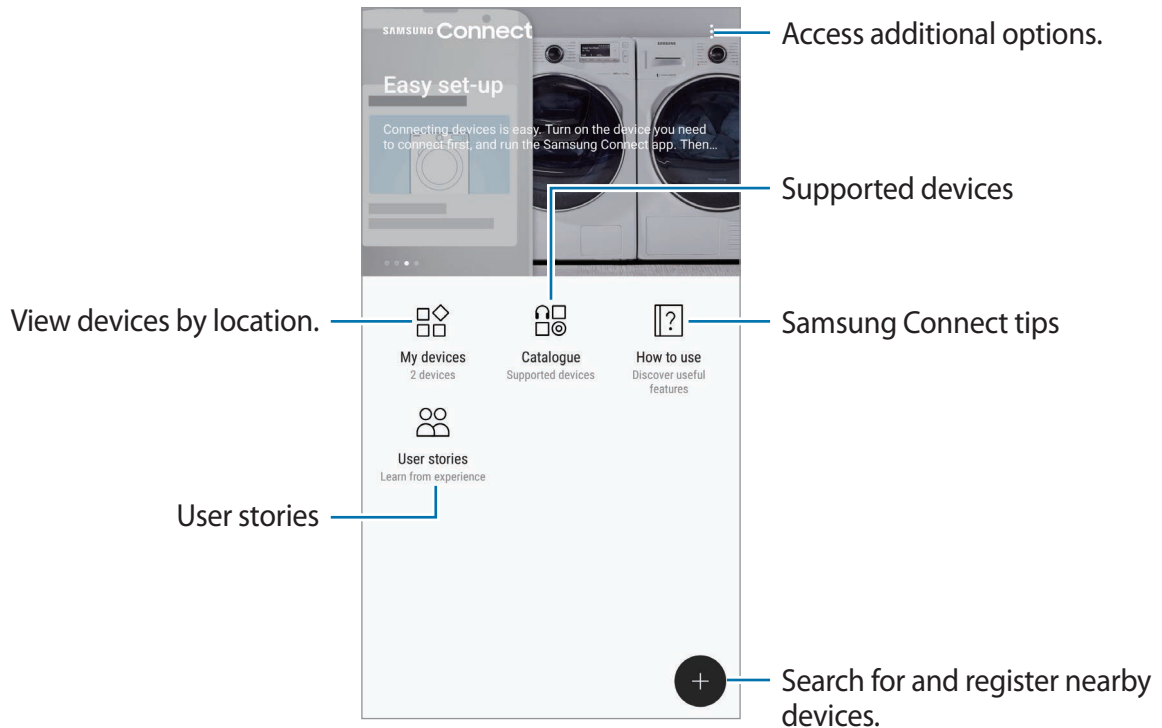 SAMSUNG Connect
Access additional options.
Easy set-up
Connecting devices is easy. Turn on the device you need
to connect first, and run the Samsung Connect app. Then...
Supported devices
View devices by location.
My devices
2 devices
Catalogue
Supported devices
How to use
Discover useful
features
Samsung Connect tips
User stories
Learn from experience
User stories
Search for and register nearby
devices.